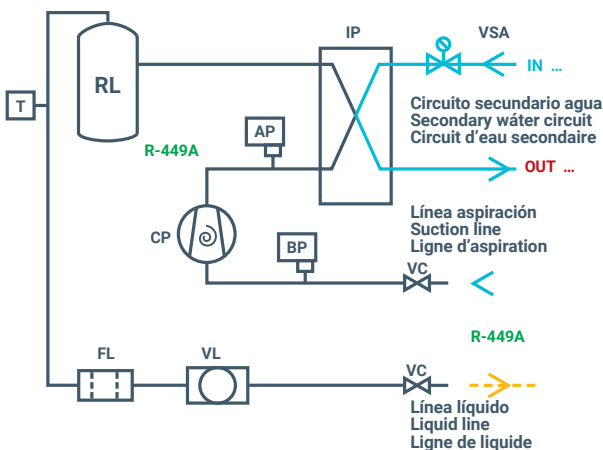 IP
VSA
RL
IN ...
T
Circuito secundario agua
Secondary wáter circuit
Circuit d'eau secondaire
AP
R-449A
OUT ...
Línea aspiración
Suction line
Ligne d'aspiration
CP
BP
VC
R-449A
FL
VL
VC
Línea líquido
Liquid line
Ligne de liquide